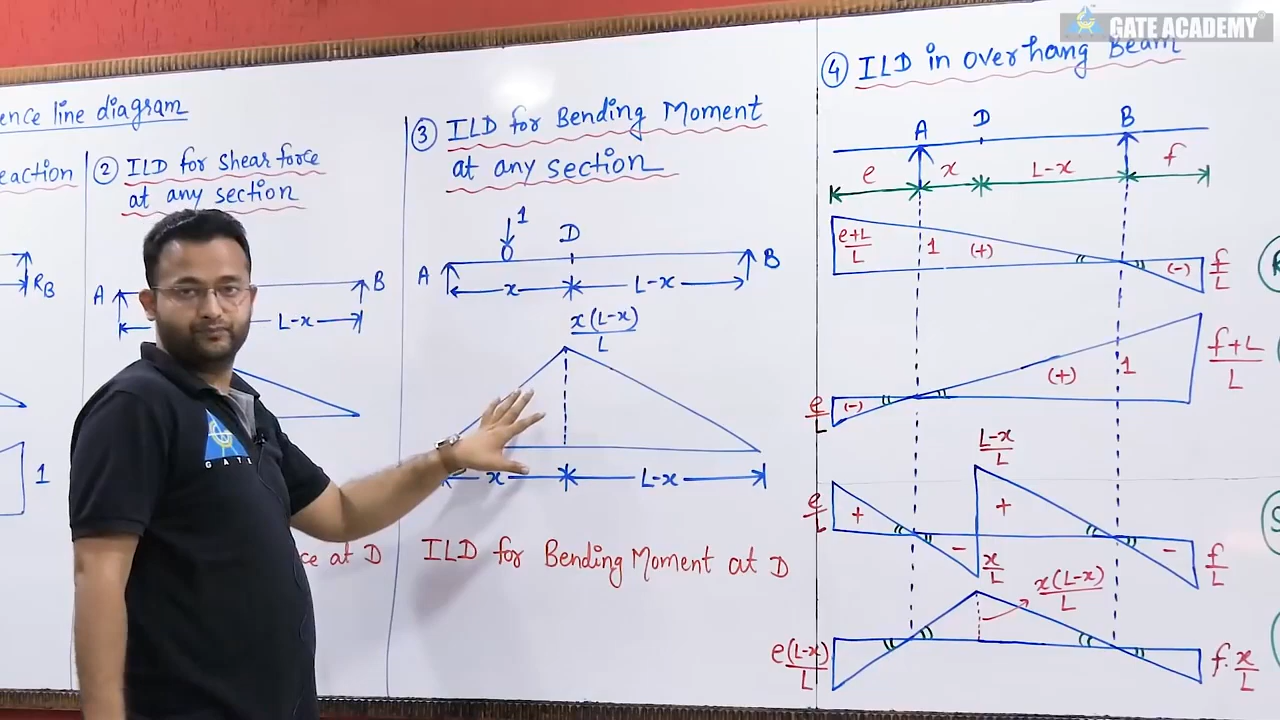 GATE ACADEMY
ence line diagram
eaction
RB
1
② ILD for shear force
at any section
A
B
L-x
ce at D
GATE
③ ILD for Bending Moment
at any section
1
D
A
B
x
L-x
x(L-x)
L
x
L-x
ILD for Bending Moment at D
④ ILD in overhang Beam
A
D
B
e
x
L-x
f
e+L
L
1
(+)
(-)
f
L
e
L
(-)
(+)
1
f+L
L
e
L
+
-
L-x
L
+
x
L
-
f
L
x(L-x)
L
e(L-x)
L
f.x
L